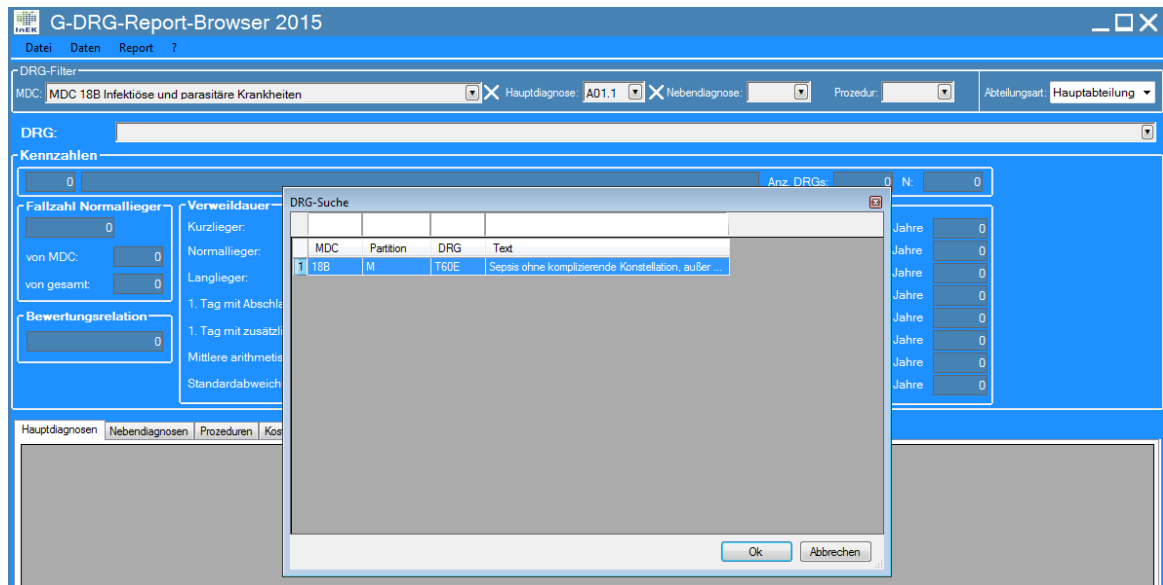 InEK G-DRG-Report-Browser 2015
Datei Daten Report ?
DRG-Filter
MDC: MDC 18B Infektiöse und parasitäre Krankheiten Hauptdiagnose: A01.1 Nebendiagnose: Prozedur: Abteilungsart: Hauptabteilung
DRG:
Kennzahlen
0 Anz. DRGs: 0 N: 0
Fallzahl Normallieger
0
von MDC: 0
von gesamt: 0
Bewertungsrelation
0
Verweildauer
Kurzlieger:
Normallieger:
Langlieger:
1. Tag mit Abschla
1. Tag mit zusätzli
Mittlere arithmetis
Standardabweich
DRG-Suche
MDC Partition DRG Text
1 18B M T60E Sepsis ohne komplizierende Konstellation, außer ...
Ok Abbrechen
Jahre 0
Jahre 0
Jahre 0
Jahre 0
Jahre 0
Jahre 0
Jahre 0
Jahre 0
Hauptdiagnosen Nebendiagnosen Prozeduren Kos